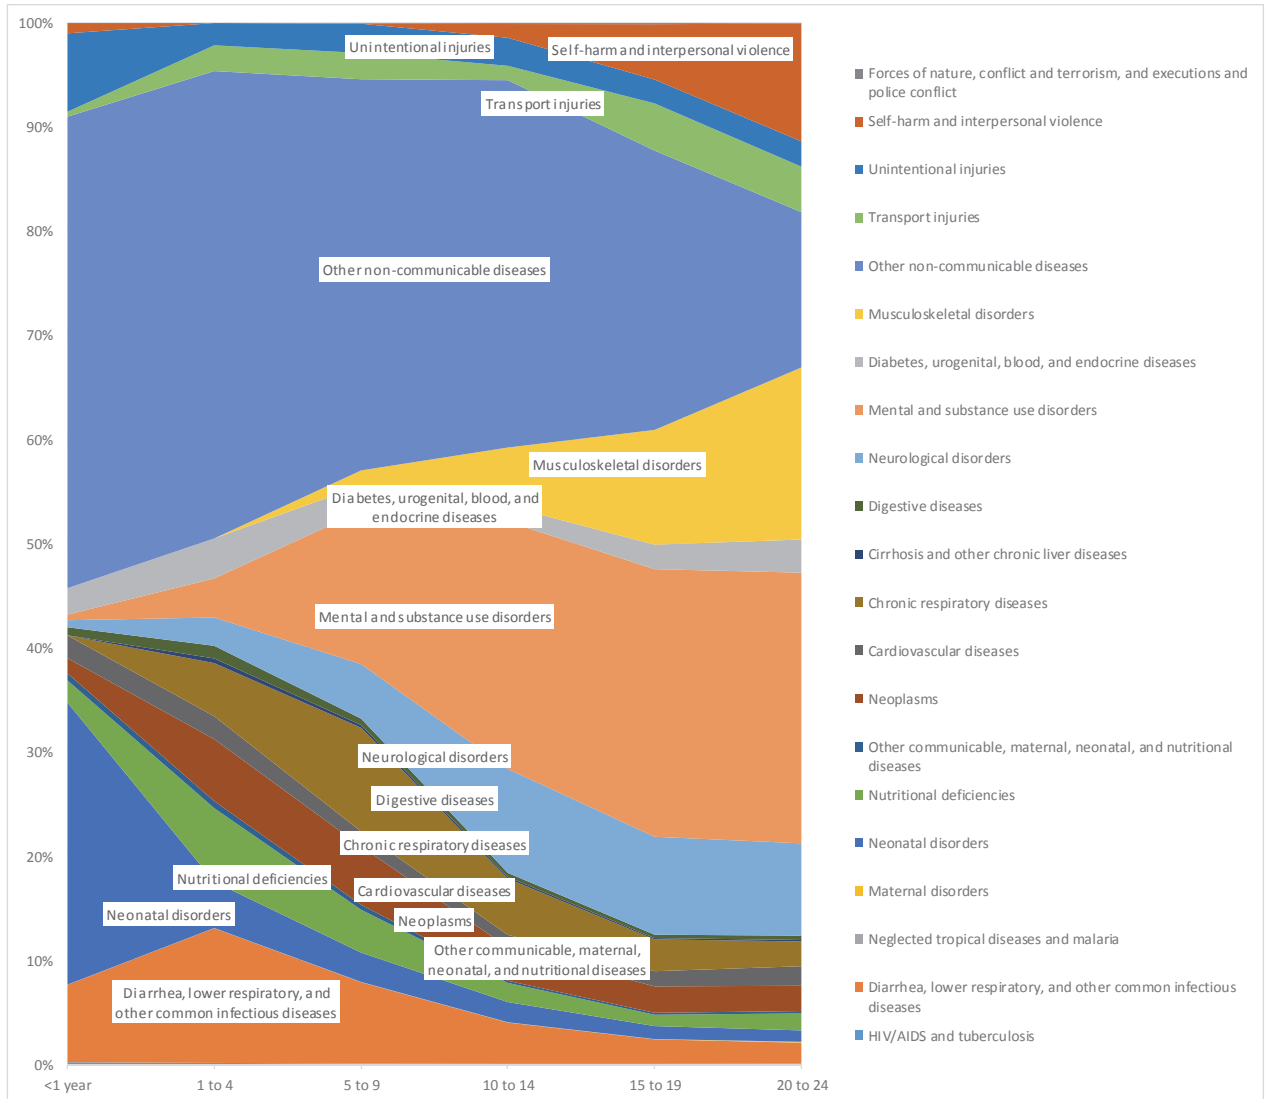 100%
90%
80%
70%
60%
50%
40%
30%
20%
10%
0%
<1 year
1 to 4
5 to 9
10 to 14
15 to 19
20 to 24
Unintentional injuries
Self-harm and interpersonal violence
Transport injuries
Other non-communicable diseases
Musculoskeletal disorders
Diabetes, urogenital, blood, and
endocrine diseases
Mental and substance use disorders
Neurological disorders
Digestive diseases
Chronic respiratory diseases
Nutritional deficiencies
Cardiovascular diseases
Neonatal disorders
Neoplasms
Other communicable, maternal,
neonatal, and nutritional diseases
Diarrhea, lower respiratory, and
other common infectious diseases
Forces of nature, conflict and terrorism, and executions and
police conflict
Self-harm and interpersonal violence
Unintentional injuries
Transport injuries
Other non-communicable diseases
Musculoskeletal disorders
Diabetes, urogenital, blood, and endocrine diseases
Mental and substance use disorders
Neurological disorders
Digestive diseases
Cirrhosis and other chronic liver diseases
Chronic respiratory diseases
Cardiovascular diseases
Neoplasms
Other communicable, maternal, neonatal, and nutritional
diseases
Nutritional deficiencies
Neonatal disorders
Maternal disorders
Neglected tropical diseases and malaria
Diarrhea, lower respiratory, and other common infectious
diseases
HIV/AIDS and tuberculosis